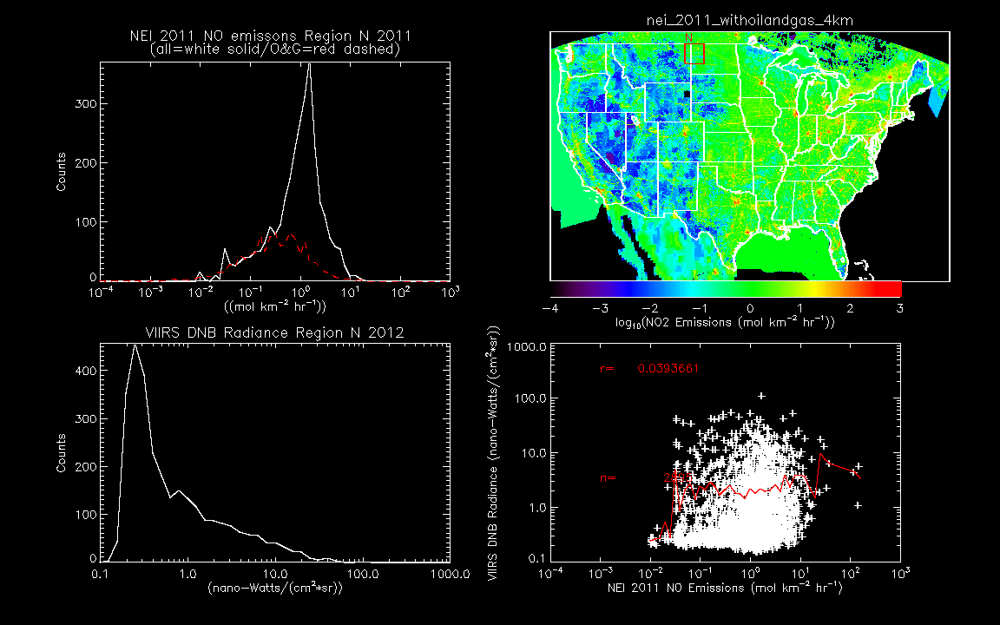 NEI 2011 NO emissons Region N 2011
(all=white solid/O&G=red dashed)
300
200
100
0
Counts
10⁻⁴ 10⁻³ 10⁻² 10⁻¹ 10⁰ 10¹ 10² 10³
((mol km⁻² hr⁻¹))
nei_2011_withoilandgas_4km
N
−4 −3 −2 −1 0 1 2 3
log₁₀(NO2 Emissions (mol km⁻² hr⁻¹))
VIIRS DNB Radiance Region N 2012
400
300
200
100
0
Counts
0.1 1.0 10.0 100.0 1000.0
(nano−Watts/(cm²*sr))
1000.0
100.0
10.0
1.0
0.1
VIIRS DNB Radiance (nano−Watts/(cm²*sr))
r= 0.0393661
n=
10⁻⁴ 10⁻³ 10⁻² 10⁻¹ 10⁰ 10¹ 10² 10³
NEI 2011 NO Emissions (mol km⁻² hr⁻¹)